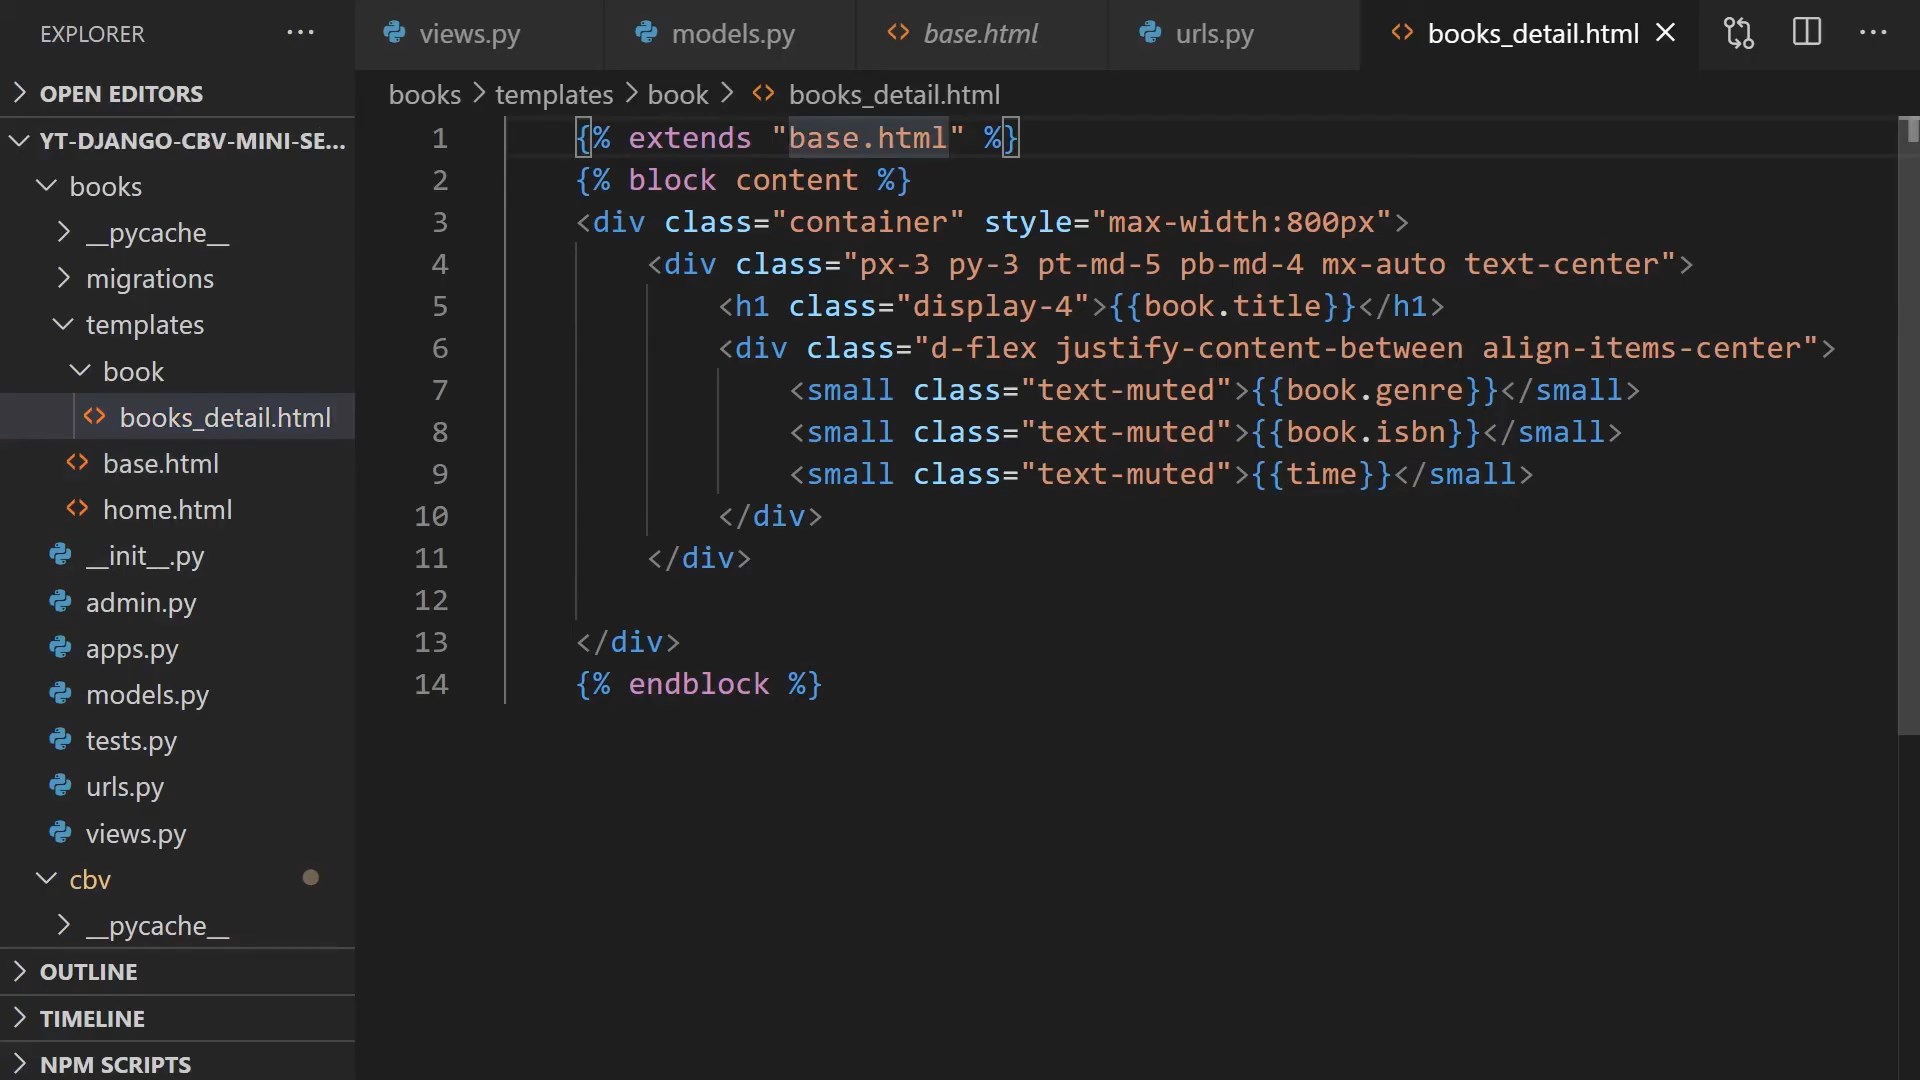 EXPLORER
OPEN EDITORS
YT-DJANGO-CBV-MINI-SE...
books
__pycache__
migrations
templates
book
books_detail.html
base.html
home.html
__init__.py
admin.py
apps.py
models.py
tests.py
urls.py
views.py
cbv
__pycache__
OUTLINE
TIMELINE
NPM SCRIPTS
views.py models.py base.html urls.py books_detail.html
books > templates > book > books_detail.html
1 {% extends "base.html" %}
2 {% block content %}
3 <div class="container" style="max-width:800px">
4 <div class="px-3 py-3 pt-md-5 pb-md-4 mx-auto text-center">
5 <h1 class="display-4">{{book.title}}</h1>
6 <div class="d-flex justify-content-between align-items-center">
7 <small class="text-muted">{{book.genre}}</small>
8 <small class="text-muted">{{book.isbn}}</small>
9 <small class="text-muted">{{time}}</small>
10 </div>
11 </div>
12
13 </div>
14 {% endblock %}